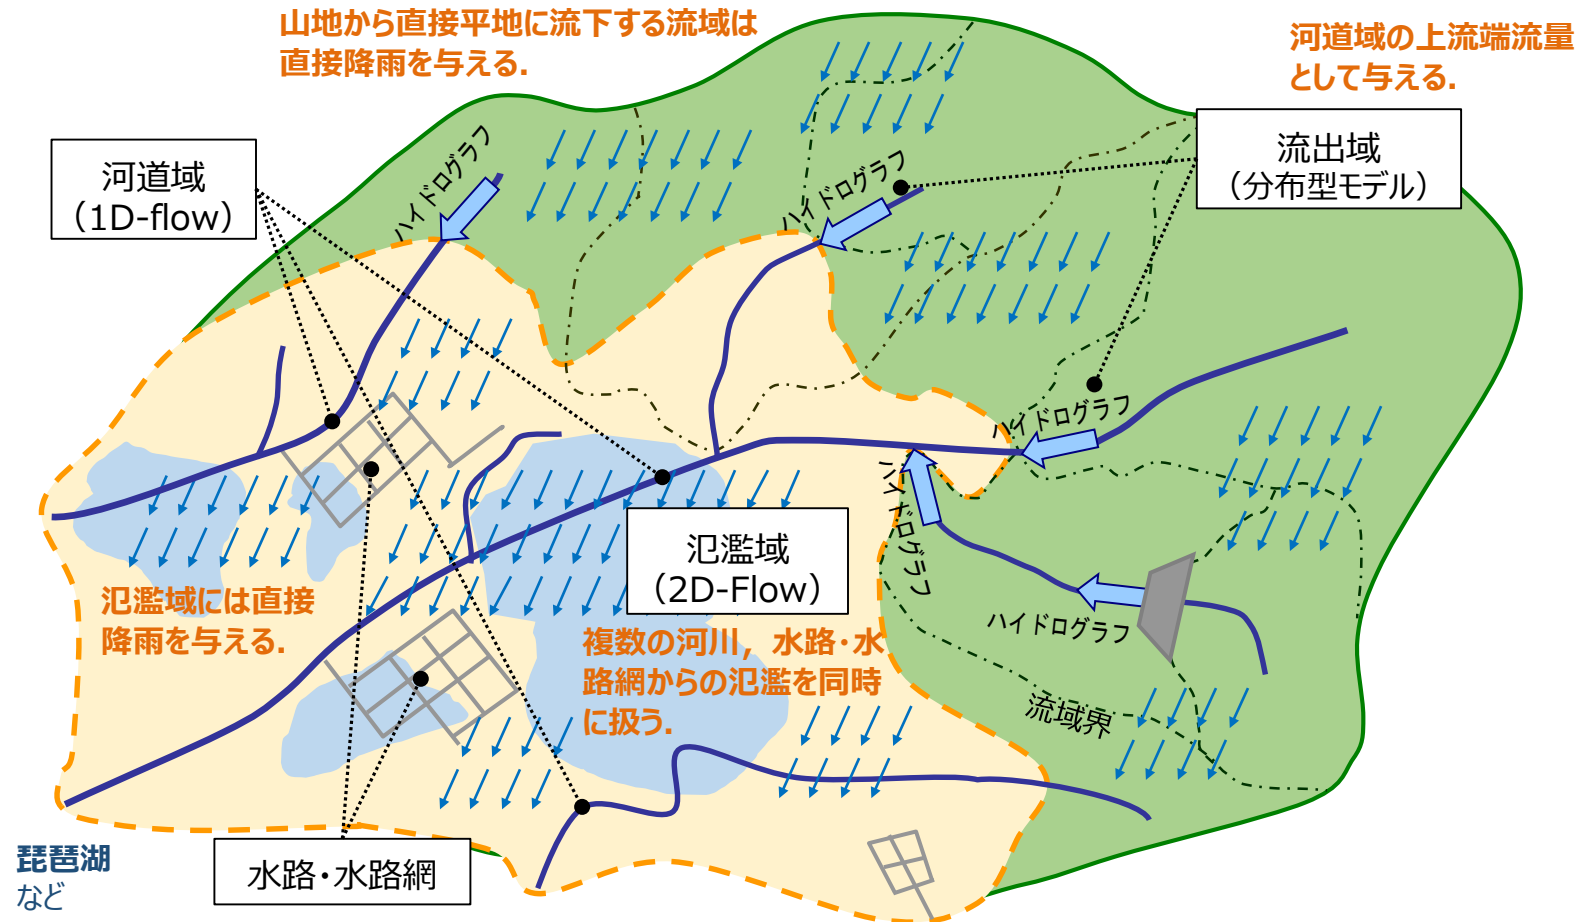 山地から直接平地に流下する流域は
直接降雨を与える.
河道域の上流端流量
として与える.
河道域
（1D-flow）
流出域
（分布型モデル）
ハイドログラフ
ハイドログラフ
ハイドログラフ
ハイドログラフ
ハイドログラフ
氾濫域
（2D-Flow）
氾濫域には直接
降雨を与える.
複数の河川，水路・水
路網からの氾濫を同時
に扱う.
流域界
水路・水路網
琵琶湖
など